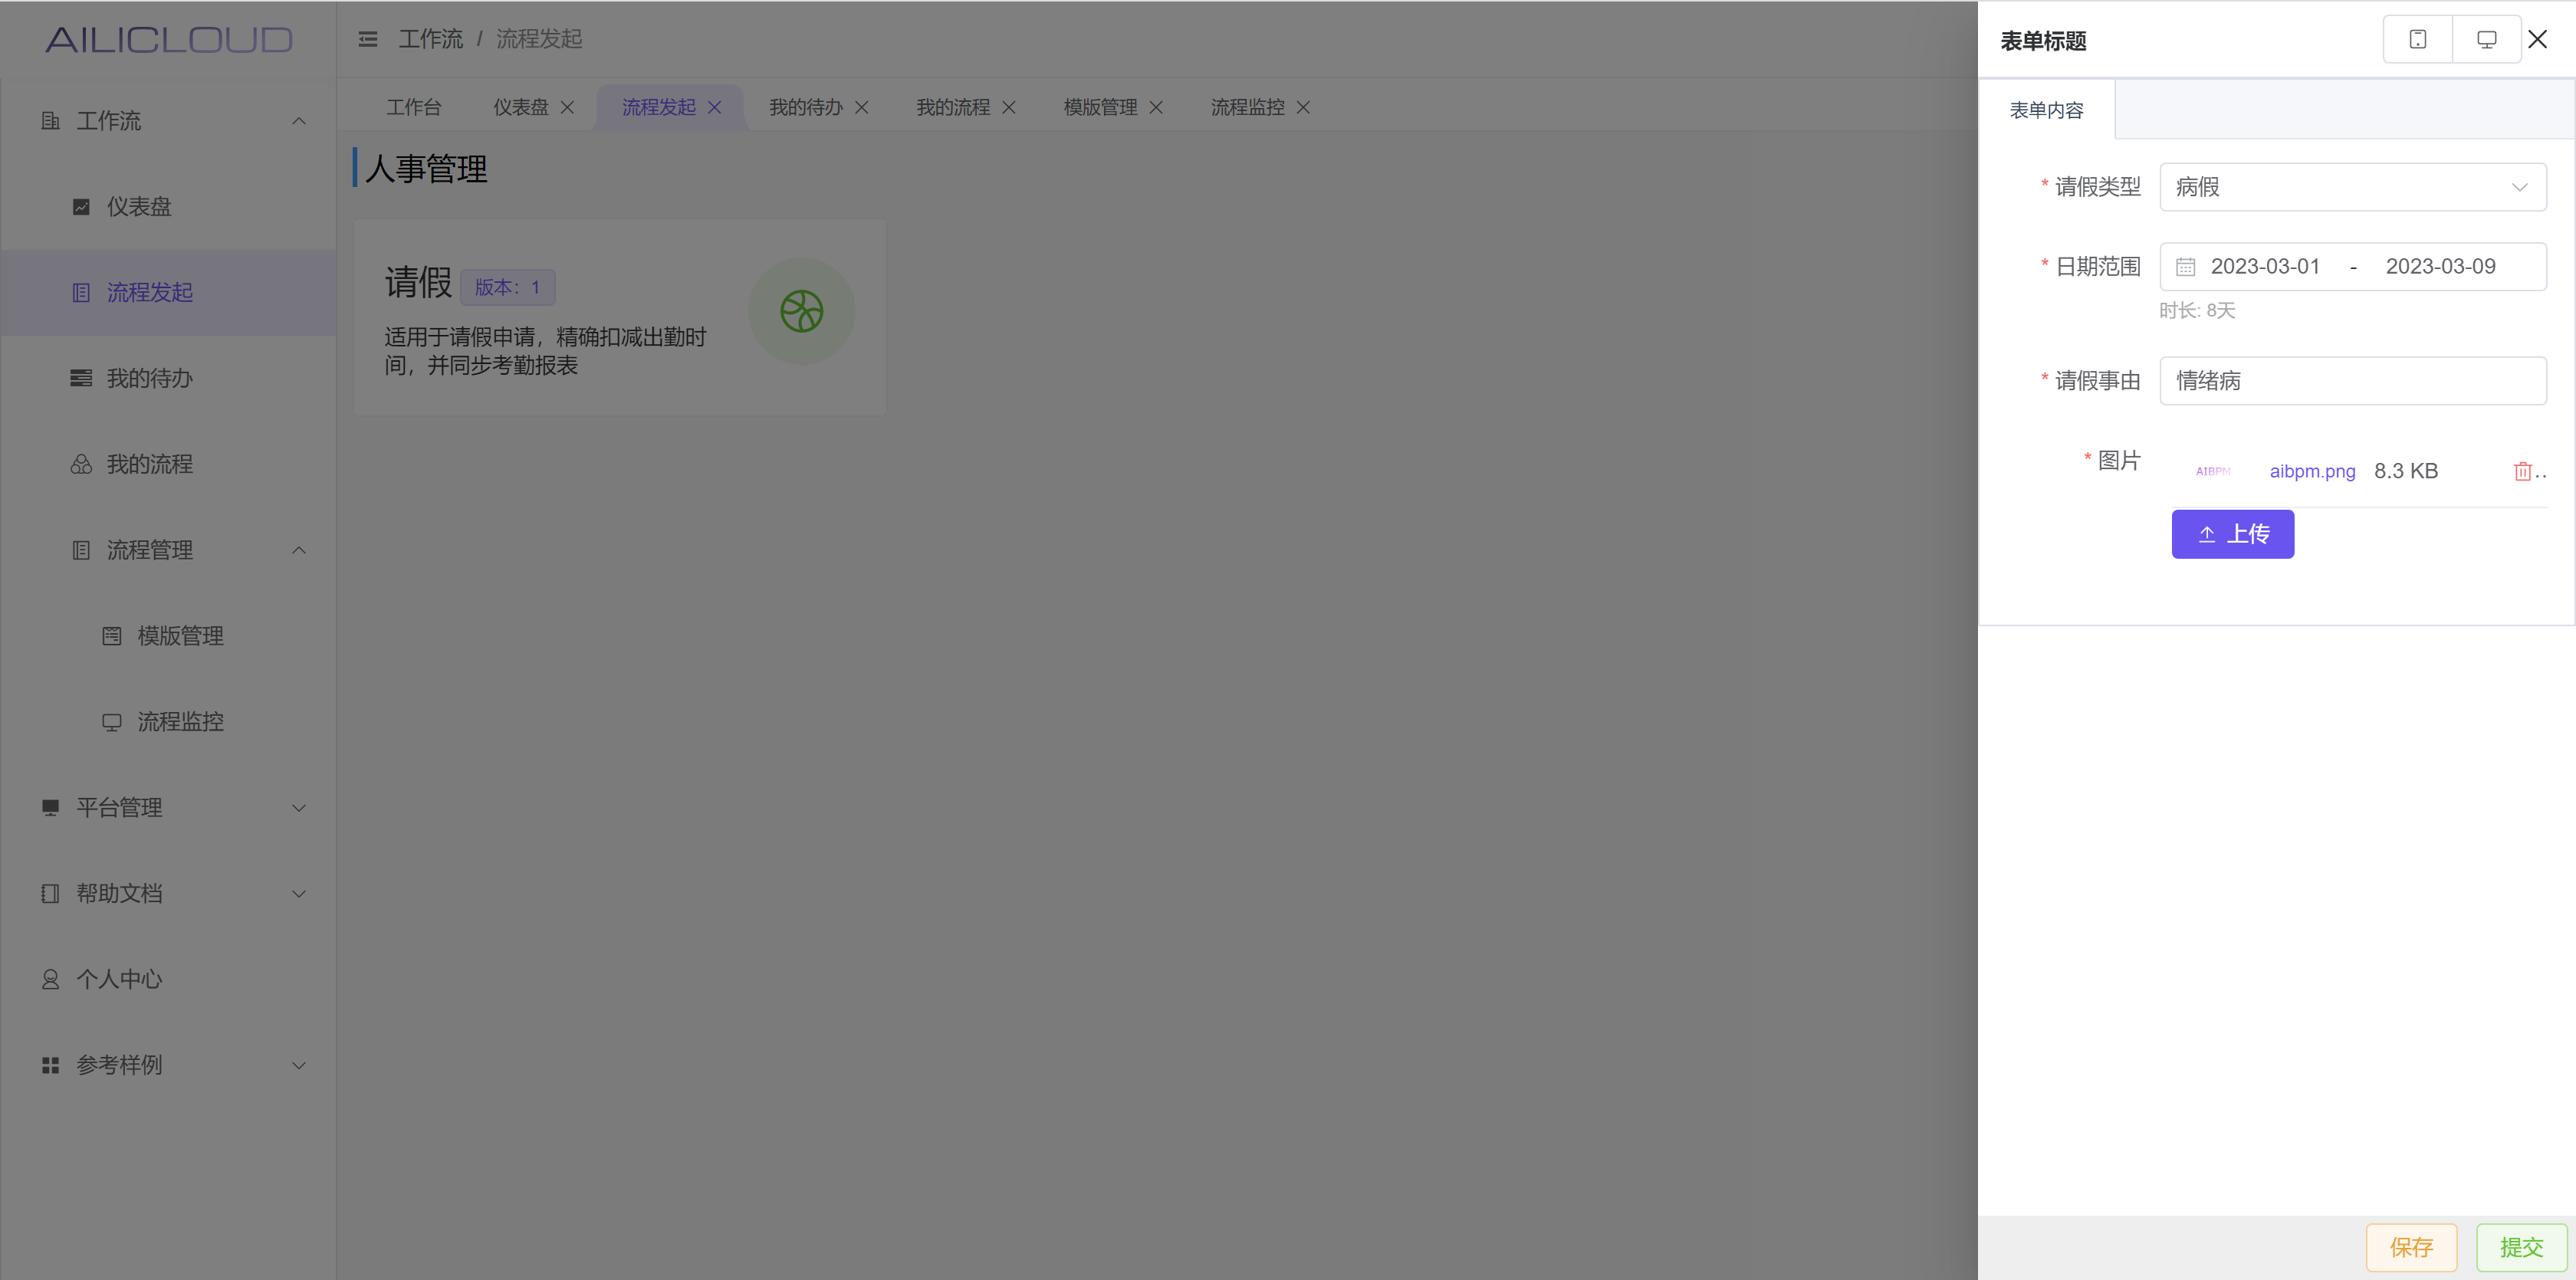 AILICLOUD
工作流
仪表盘
流程发起
我的待办
我的流程
流程管理
模版管理
流程监控
平台管理
帮助文档
个人中心
参考样例
工作流 / 流程发起
工作台 仪表盘 流程发起 我的待办 我的流程 模版管理 流程监控
人事管理
请假 版本：1
适用于请假申请，精确扣减出勤时
间，并同步考勤报表
表单标题
表单内容
* 请假类型 病假
* 日期范围 2023-03-01 - 2023-03-09
时长: 8天
* 请假事由 情绪病
* 图片 AIBPM aibpm.png 8.3 KB ..
上传
保存 提交